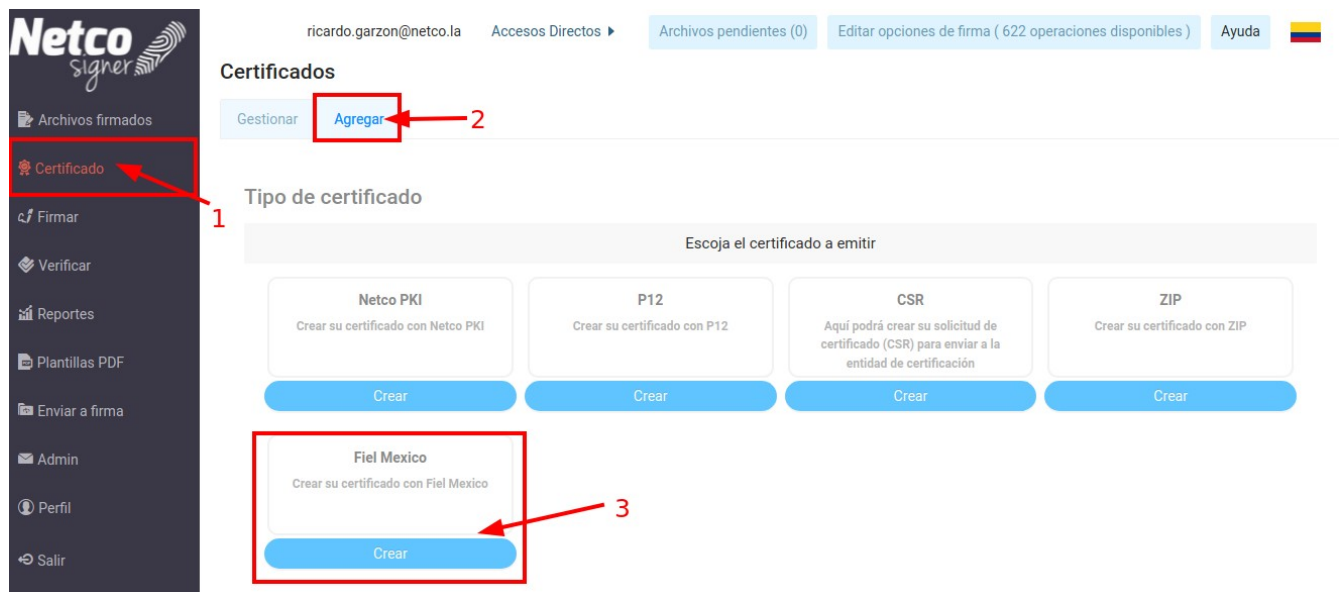 Netco
signer
ricardo.garzon@netco.la Accesos Directos Archivos pendientes (0) Editar opciones de firma ( 622 operaciones disponibles ) Ayuda
Certificados
Gestionar Agregar 2
Archivos firmados
Certificado
1
Firmar
Verificar
Reportes
Plantillas PDF
Enviar a firma
Admin
Perfil
Salir
Tipo de certificado
Escoja el certificado a emitir
Netco PKI
Crear su certificado con Netco PKI
Crear
P12
Crear su certificado con P12
Crear
CSR
Aquí podrá crear su solicitud de
certificado (CSR) para enviar a la
entidad de certificación
Crear
ZIP
Crear su certificado con ZIP
Crear
Fiel Mexico
Crear su certificado con Fiel Mexico
3
Crear